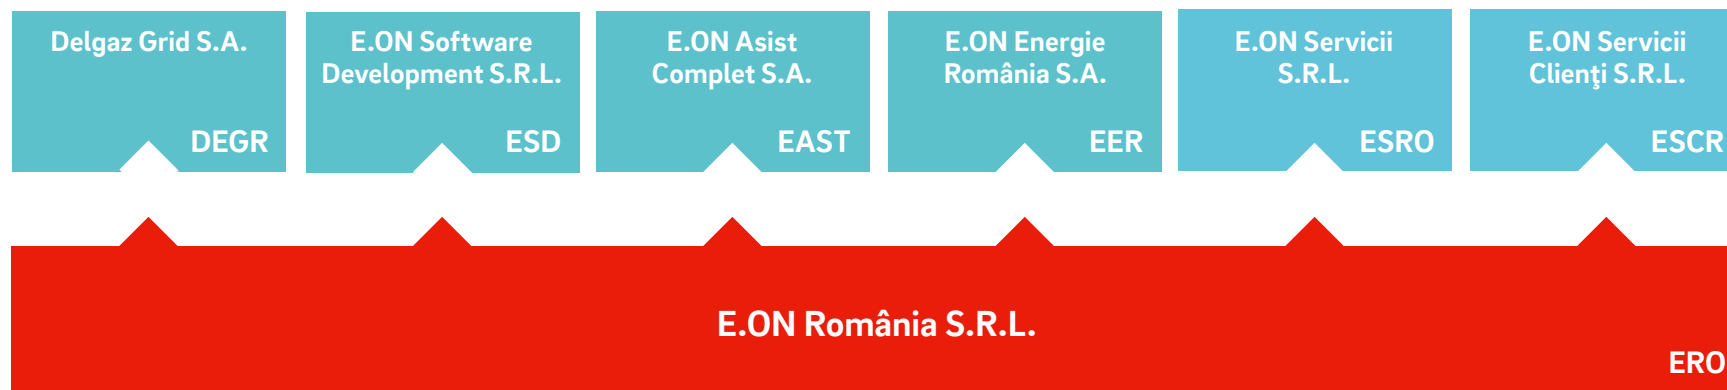 Delgaz Grid S.A.
DEGR
E.ON Software
Development S.R.L.
ESD
E.ON Asist
Complet S.A.
EAST
E.ON Energie
România S.A.
EER
E.ON Servicii
S.R.L.
ESRO
E.ON Servicii
Clienţi S.R.L.
ESCR
E.ON România S.R.L.
ERO